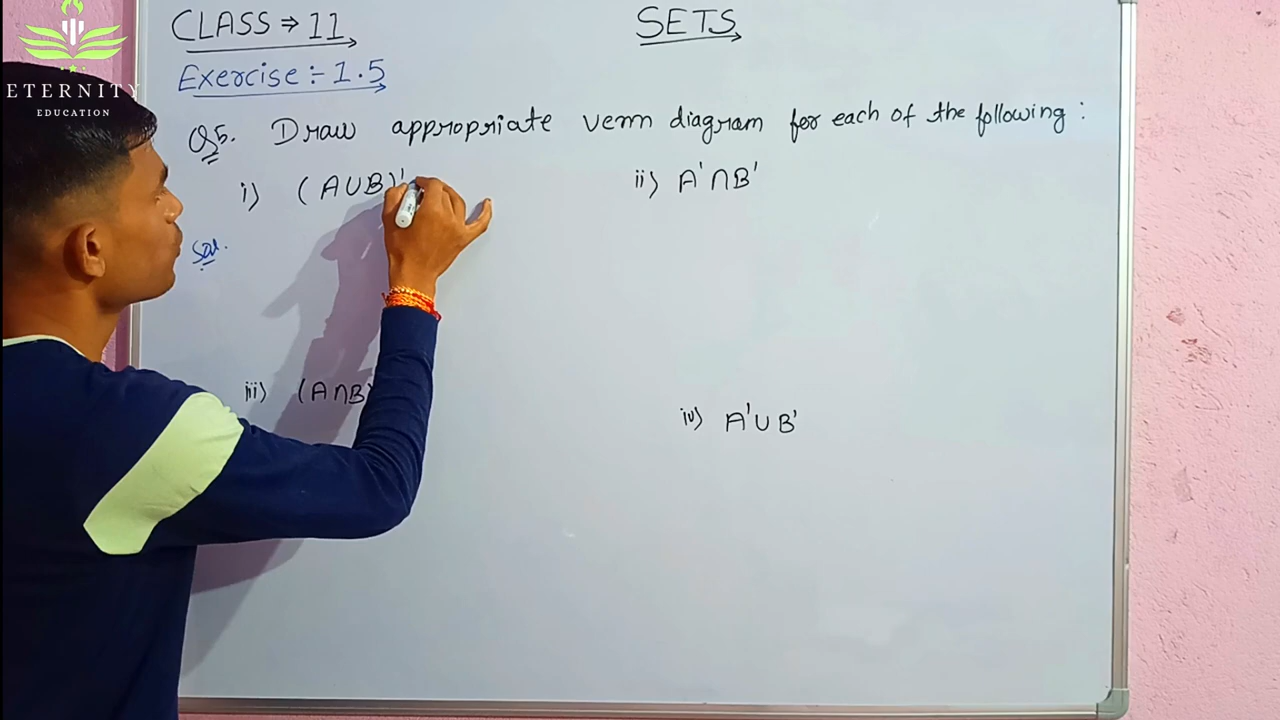 ETERNITY
EDUCATION
CLASS ⇒ 11
SETS
Exercise :- 1.5
Q5. Draw appropriate venn diagram for each of the following :
i) (A∪B)'
ii) A'∩B'
Sol.
iii) (A∩B)
iv) A'∪B'